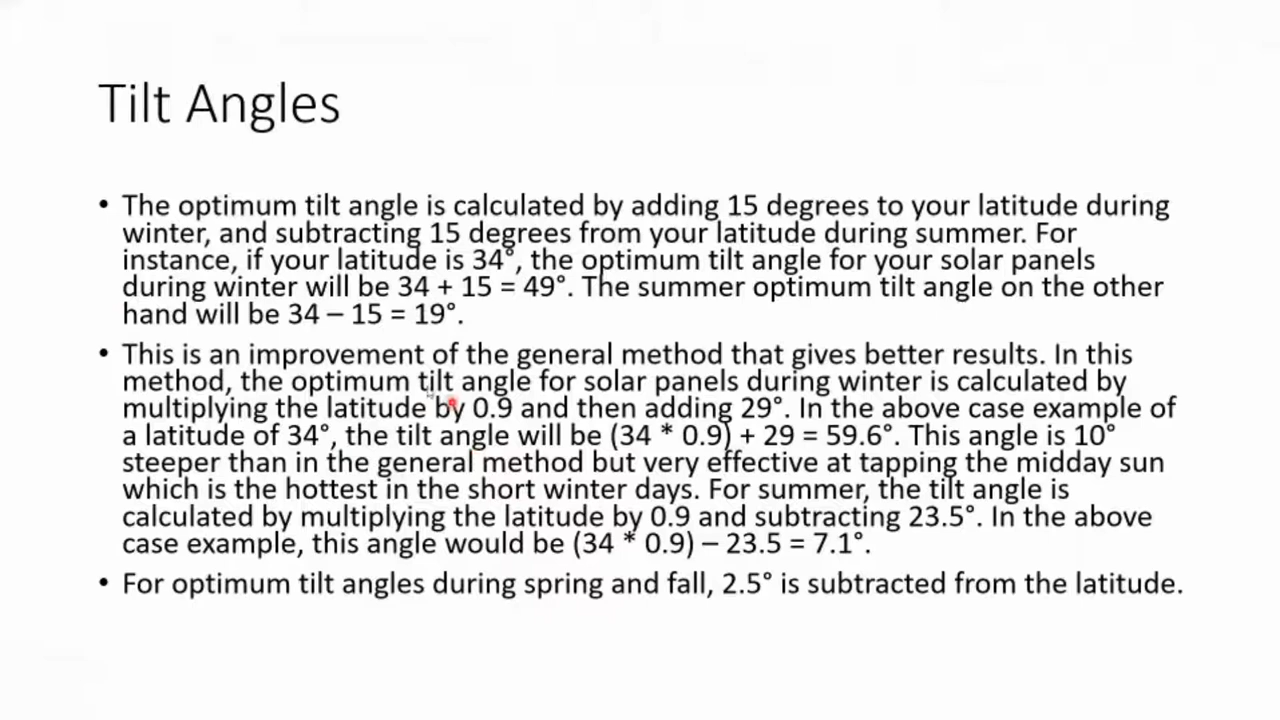 Tilt Angles
• The optimum tilt angle is calculated by adding 15 degrees to your latitude during
winter, and subtracting 15 degrees from your latitude during summer. For
instance, if your latitude is 34°, the optimum tilt angle for your solar panels
during winter will be 34 + 15 = 49°. The summer optimum tilt angle on the other
hand will be 34 – 15 = 19°.
• This is an improvement of the general method that gives better results. In this
method, the optimum tilt angle for solar panels during winter is calculated by
multiplying the latitude by 0.9 and then adding 29°. In the above case example of
a latitude of 34°, the tilt angle will be (34 * 0.9) + 29 = 59.6°. This angle is 10°
steeper than in the general method but very effective at tapping the midday sun
which is the hottest in the short winter days. For summer, the tilt angle is
calculated by multiplying the latitude by 0.9 and subtracting 23.5°. In the above
case example, this angle would be (34 * 0.9) – 23.5 = 7.1°.
• For optimum tilt angles during spring and fall, 2.5° is subtracted from the latitude.